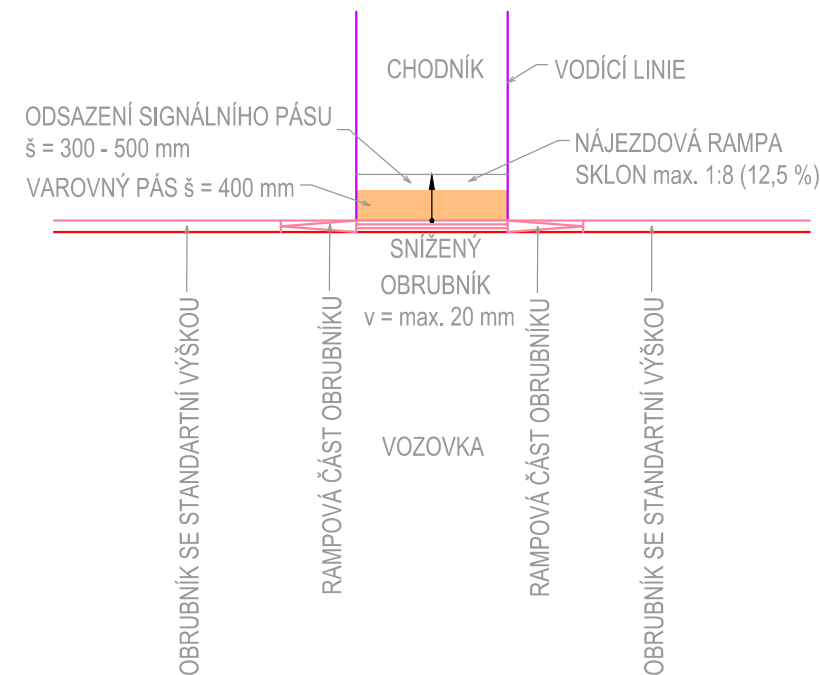 CHODNÍK
VODÍCÍ LINIE
ODSAZENÍ SIGNÁLNÍHO PÁSU
š = 300 - 500 mm
NÁJEZDOVÁ RAMPA
SKLON max. 1:8 (12,5 %)
VAROVNÝ PÁS š = 400 mm
SNÍŽENÝ
OBRUBNÍK
v = max. 20 mm
OBRUBNÍK SE STANDARTNÍ VÝŠKOU
RAMPOVÁ ČÁST OBRUBNÍKU
VOZOVKA
RAMPOVÁ ČÁST OBRUBNÍKU
OBRUBNÍK SE STANDARTNÍ VÝŠKOU